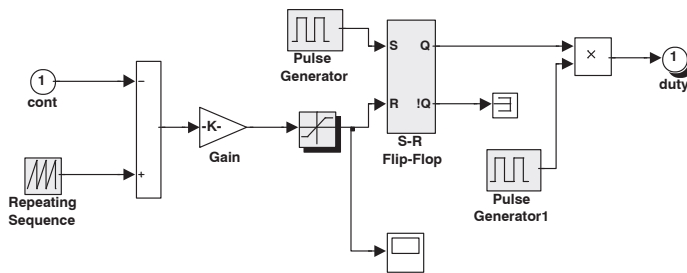 Pulse
Generator
S
Q
R
!Q
S-R
Flip-Flop
×
1
duty
1
cont
−
+
-K-
Gain
Repeating
Sequence
Pulse
Generator1